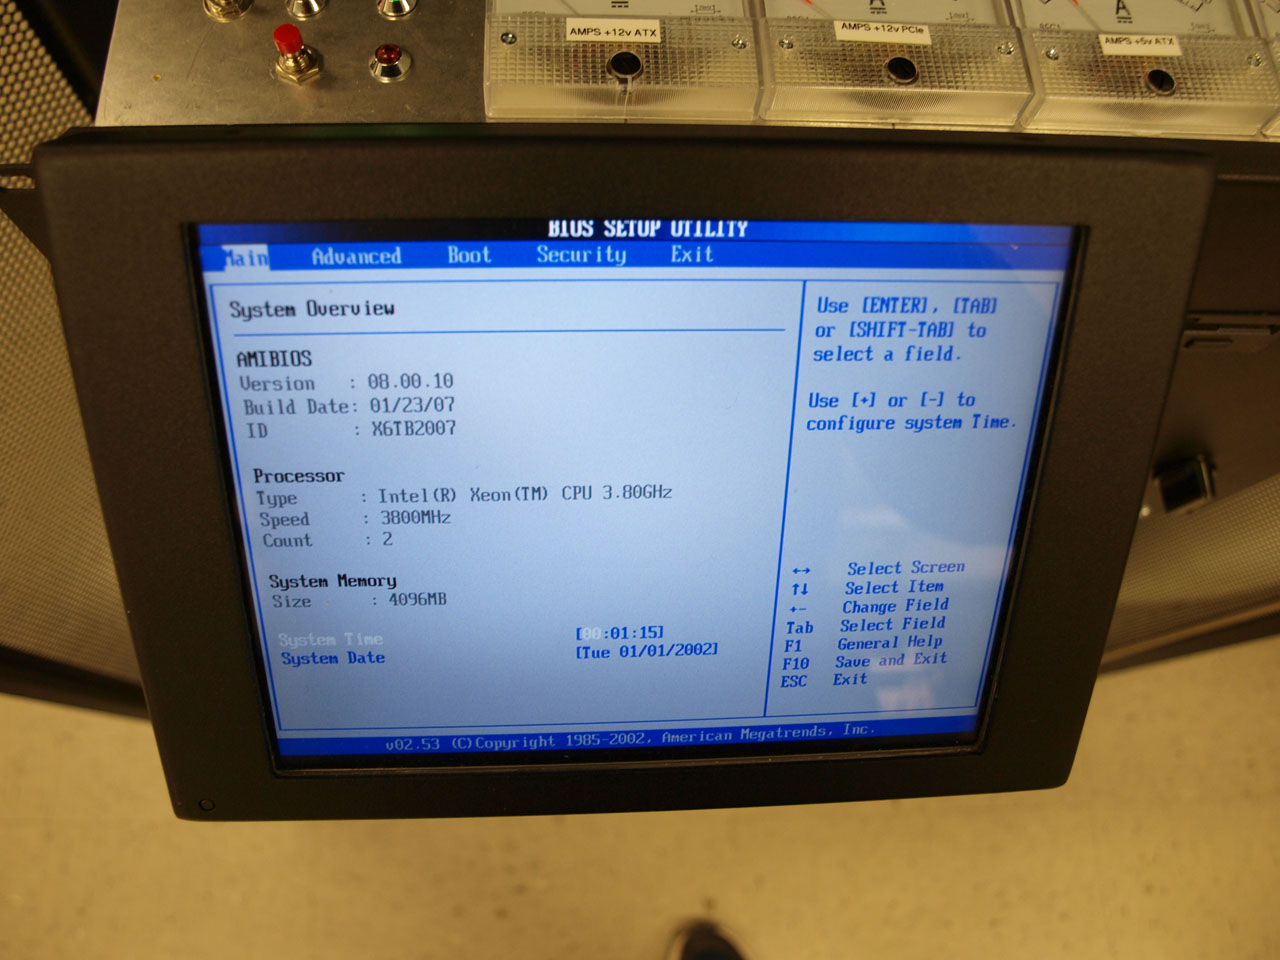 AMPS +12v ATX
AMPS +12v PCIe
AMPS +5v ATX
A
BIOS SETUP UTILITY
Main Advanced Boot Security Exit
System Overview
AMIBIOS
Version : 08.00.10
Build Date: 01/23/07
ID : X6TB2007
Processor
Type : Intel(R) Xeon(TM) CPU 3.80GHz
Speed : 3800MHz
Count : 2
System Memory
Size : 4096MB
System Time [00:01:15]
System Date [Tue 01/01/2002]
Use [ENTER], [TAB]
or [SHIFT-TAB] to
select a field.
Use [+] or [-] to
configure system Time.
↔ Select Screen
↑↓ Select Item
+- Change Field
Tab Select Field
F1 General Help
F10 Save and Exit
ESC Exit
v02.53 (C)Copyright 1985-2002, American Megatrends, Inc.